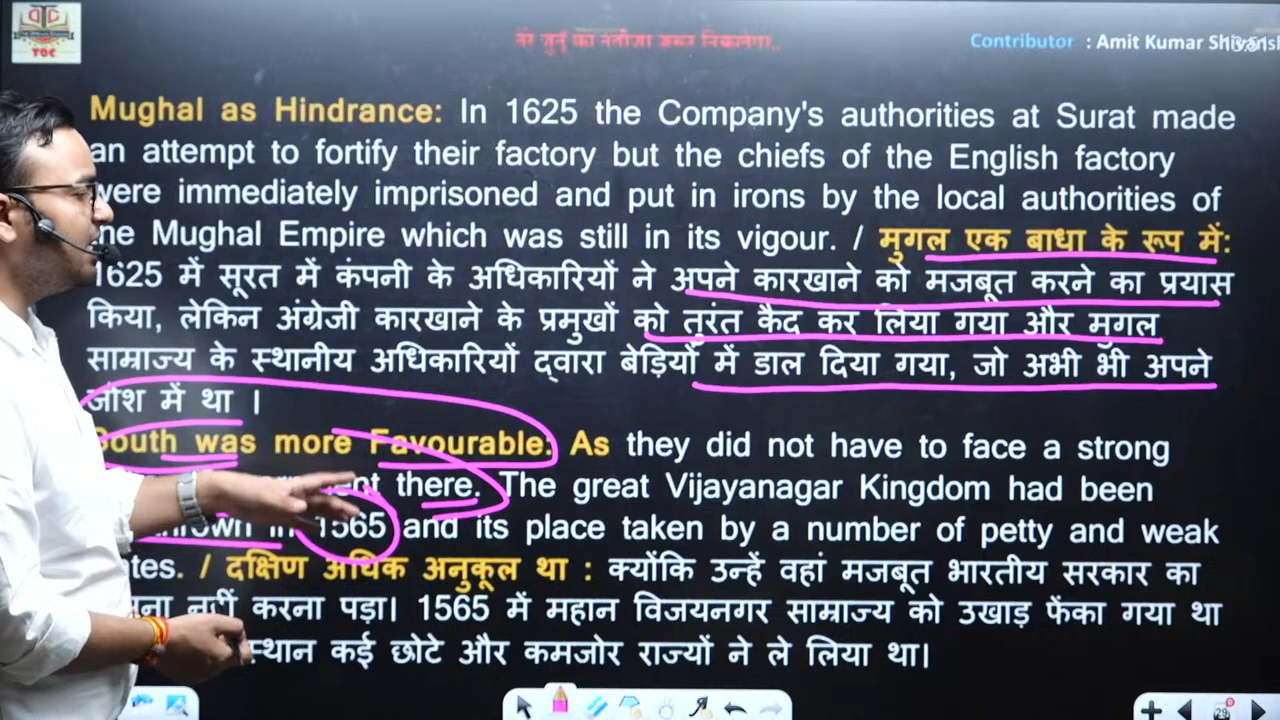 TOC
Contributor : Amit Kumar
Mughal as Hindrance: In 1625 the Company's authorities at Surat made
an attempt to fortify their factory but the chiefs of the English factory
were immediately imprisoned and put in irons by the local authorities of
the Mughal Empire which was still in its vigour. / मुगल एक बाधा के रूप में:
1625 में सूरत में कंपनी के अधिकारियों ने अपने कारखाने को मजबूत करने का प्रयास
किया, लेकिन अंग्रेजी कारखाने के प्रमुखों को तुरंत कैद कर लिया गया और मुगल
साम्राज्य के स्थानीय अधिकारियों द्वारा बेड़ियों में डाल दिया गया, जो अभी भी अपने
जोश में था ।
South was more Favourable: As they did not have to face a strong
there. The great Vijayanagar Kingdom had been
in 1565 and its place taken by a number of petty and weak
/ दक्षिण अधिक अनुकूल था : क्योंकि उन्हें वहां मजबूत भारतीय सरकार का
नहीं करना पड़ा। 1565 में महान विजयनगर साम्राज्य को उखाड़ फेंका गया था
स्थान कई छोटे और कमजोर राज्यों ने ले लिया था।
29